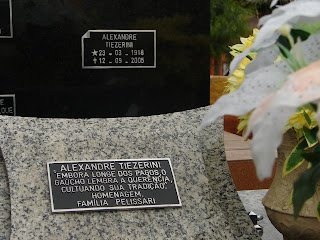 ALEXANDRE
TIEZERINI
★ 23 - 03 - 1918
✝ 12 - 09 - 2005
QUE
ALEXANDRE TIEZERINI
EMBORA LONGE DOS PAGOS, O
GAÚCHO LEMBRA A QUERÊNCIA,
CULTUANDO SUA TRADIÇÃO.
HOMENAGEM,
FAMÍLIA PELISSARI